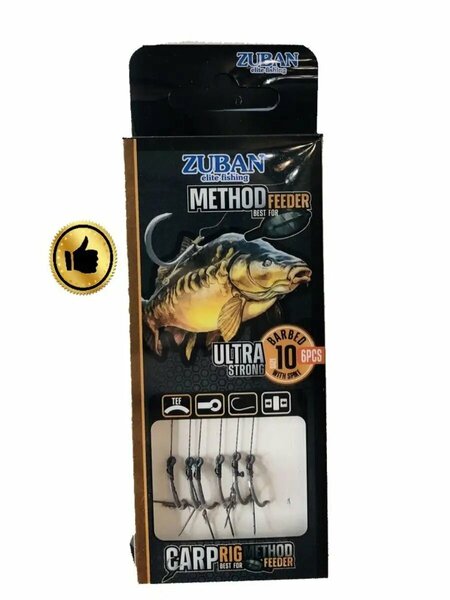 ZUBAN
elite fishing
ZUBAN
elite fishing
METHOD FEEDER
BEST FOR
ULTRA
STRONG
BARBED
SIZE 10 6PCS
WITH SPIKE
TEF
CARP RIG METHOD
BEST FOR FEEDER